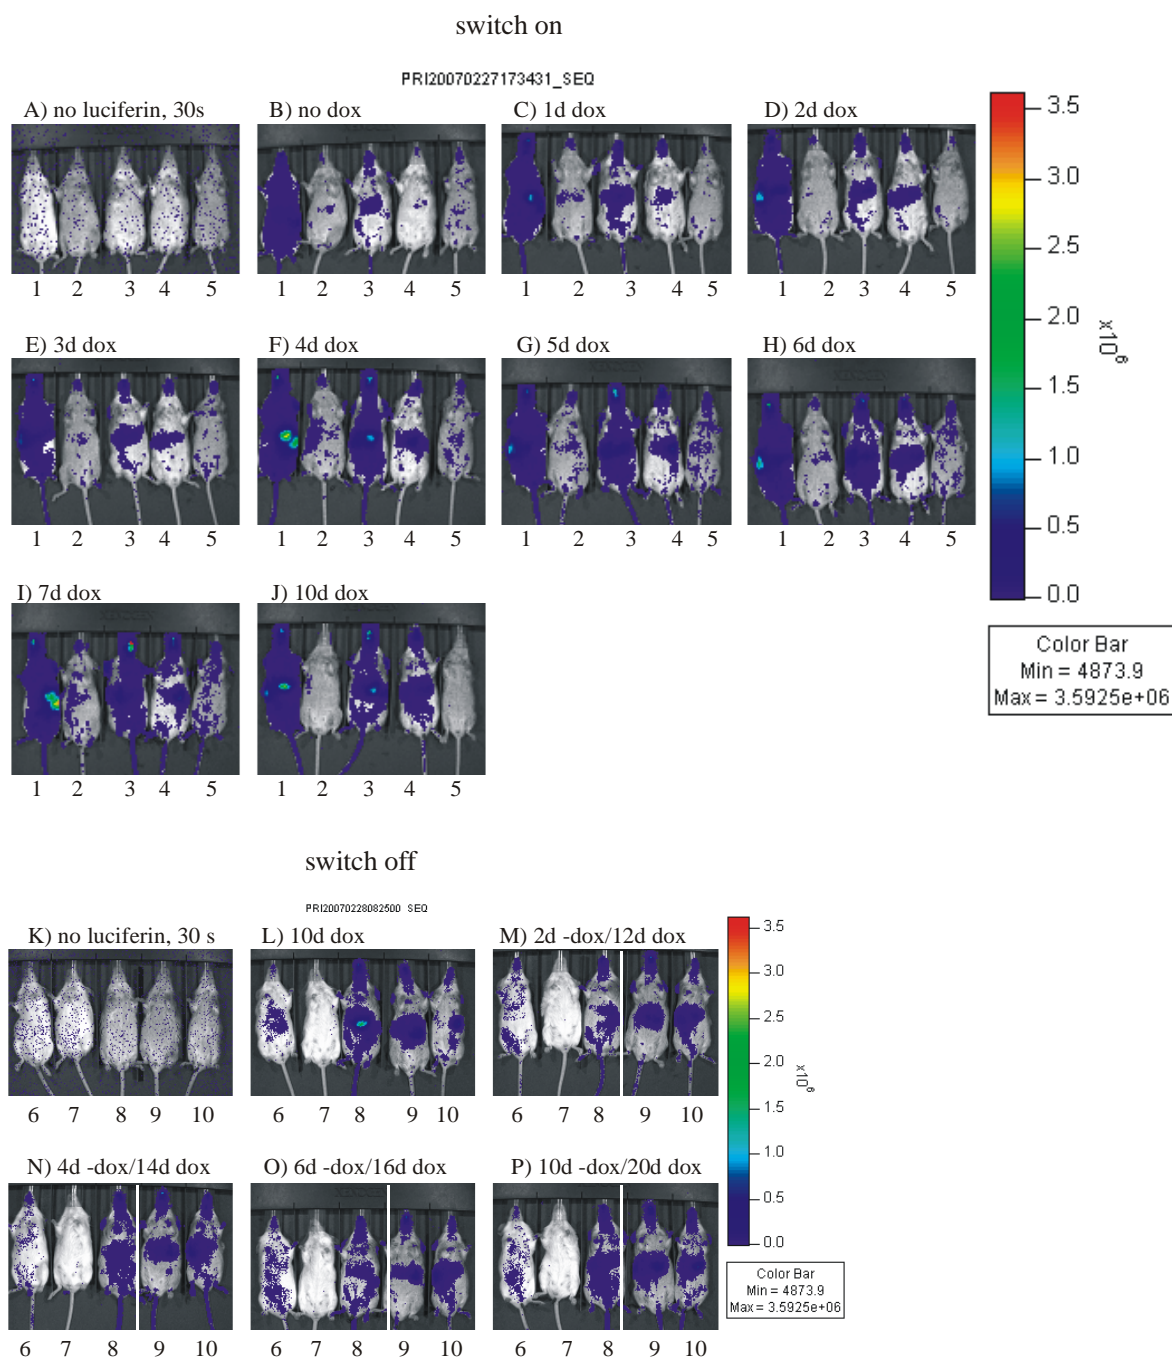 switch on
PRI20070227173431_SEQ
A) no luciferin, 30s
B) no dox
C) 1d dox
D) 2d dox
1 2 3 4 5
1 2 3 4 5
1 2 3 4 5
1 2 3 4 5
E) 3d dox
F) 4d dox
G) 5d dox
H) 6d dox
1 2 3 4 5
1 2 3 4 5
1 2 3 4 5
1 2 3 4 5
I) 7d dox
J) 10d dox
1 2 3 4 5
1 2 3 4 5
3.5
3.0
2.5
2.0
1.5
1.0
0.5
0.0
x10^6
Color Bar
Min = 4873.9
Max = 3.5925e+06
switch off
PRI20070228082500_SEQ
K) no luciferin, 30 s
L) 10d dox
M) 2d -dox/12d dox
6 7 8 9 10
6 7 8 9 10
6 7 8 9 10
N) 4d -dox/14d dox
O) 6d -dox/16d dox
P) 10d -dox/20d dox
6 7 8 9 10
6 7 8 9 10
6 7 8 9 10
3.5
3.0
2.5
2.0
1.5
1.0
0.5
0.0
x10^6
Color Bar
Min = 4873.9
Max = 3.5925e+06